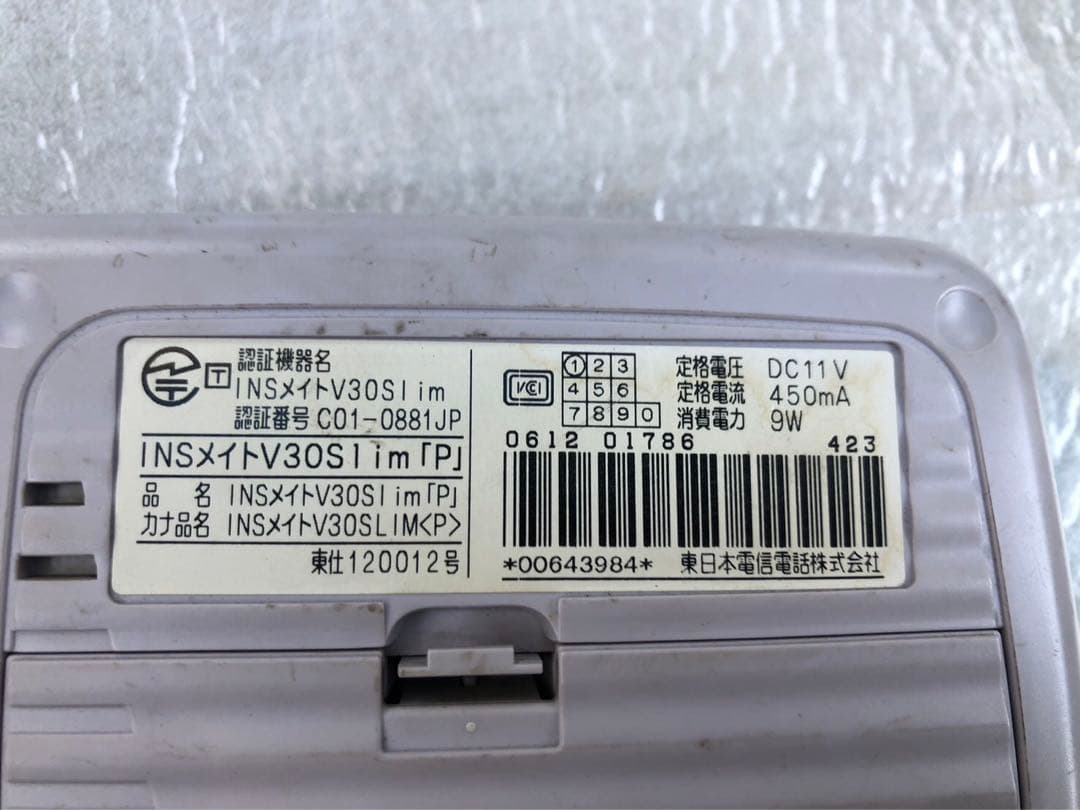 T
認証機器名
INSメイトV30Slim
認証番号 C01-0881JP
INSメイトV30Slim「P」
品 名 INSメイトV30Slim「P」
カナ品名 INSメイトV30SLIM<P>
東仕120012号
VCI
1 2 3
4 5 6
7 8 9 0
定格電圧 DC11V
定格電流 450mA
消費電力 9W
0612 01786 423
*00643984* 東日本電信電話株式会社